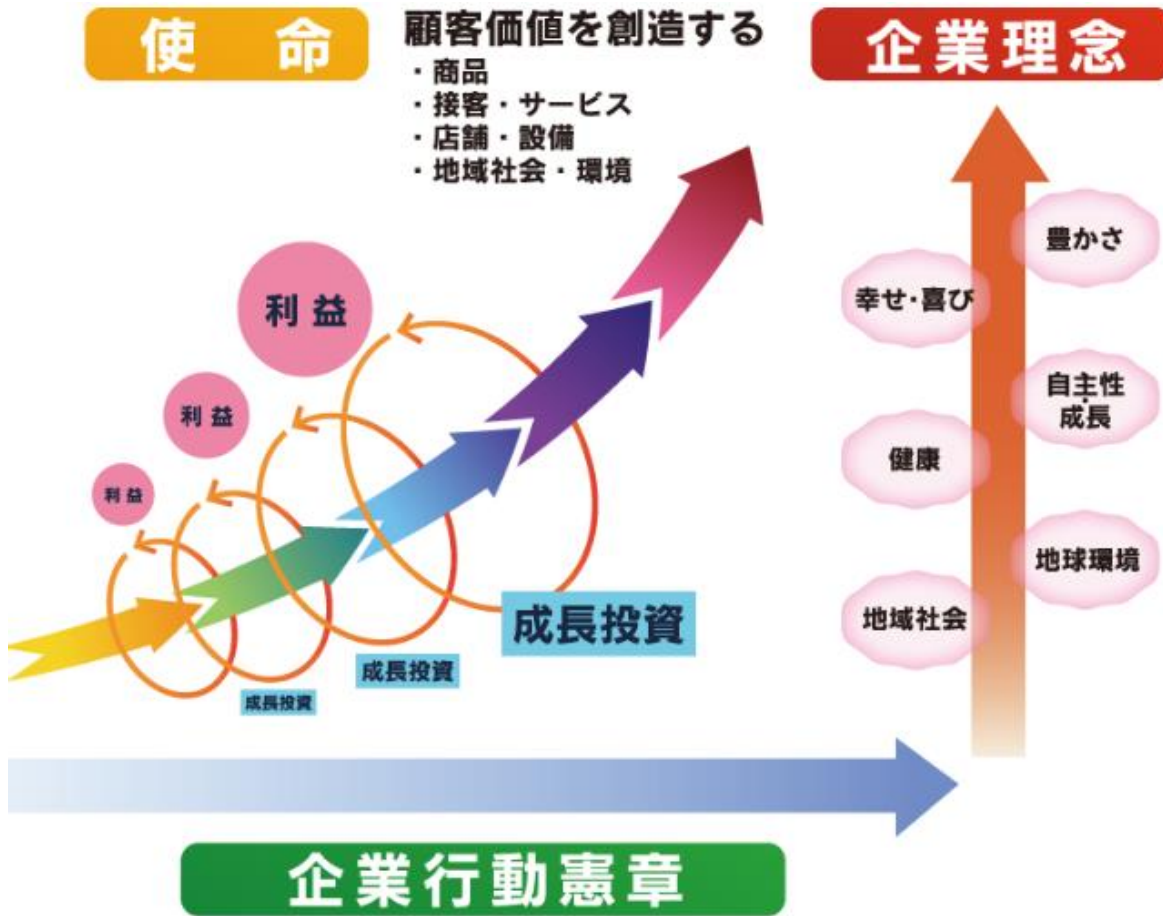 使 命
顧客価値を創造する
・商品
・接客・サービス
・店舗・設備
・地域社会・環境
企業理念
利益
利益
利益
成長投資
成長投資
成長投資
豊かさ
幸せ・喜び
自主性
・
成長
健康
地球環境
地域社会
企業行動憲章